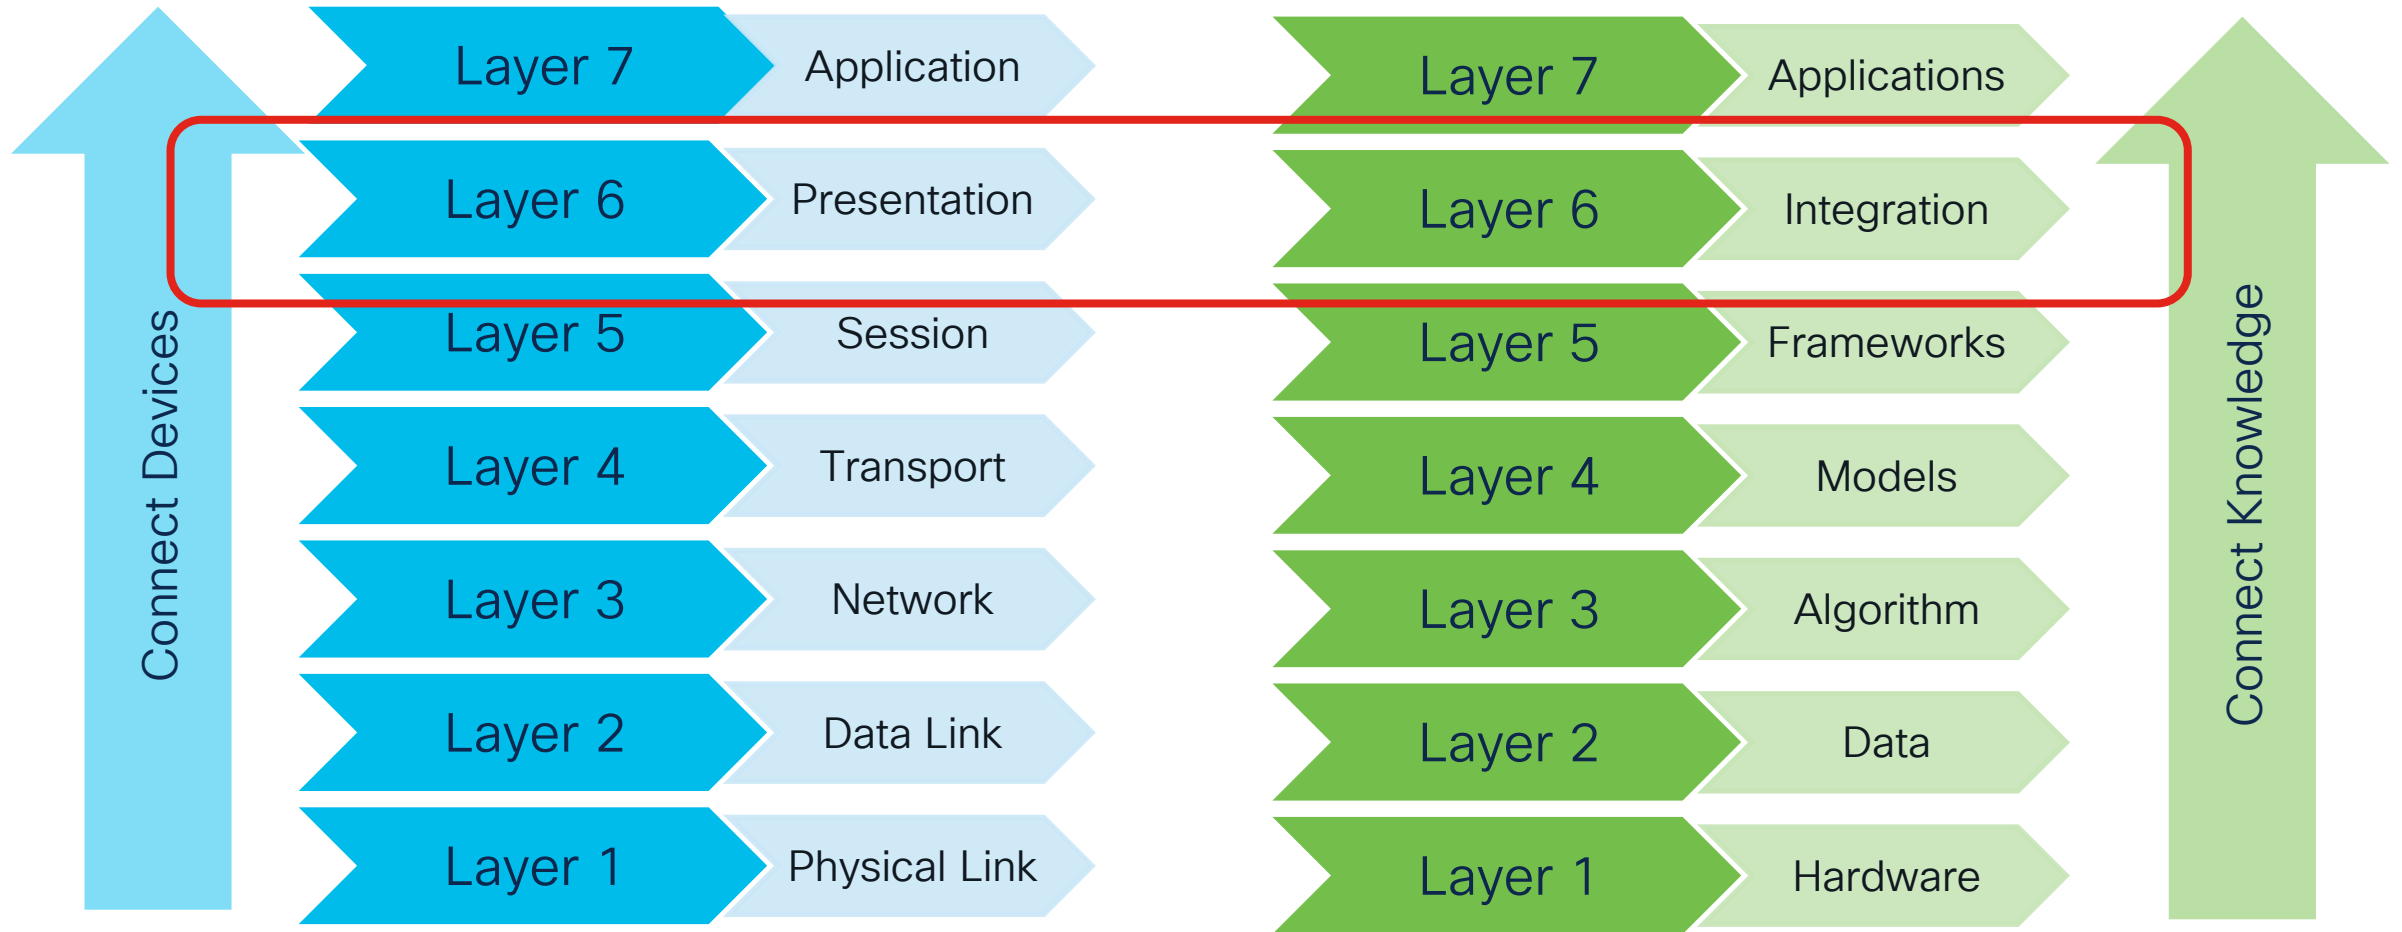 Connect Devices
Layer 7 Application
Layer 6 Presentation
Layer 5 Session
Layer 4 Transport
Layer 3 Network
Layer 2 Data Link
Layer 1 Physical Link
Layer 7 Applications
Layer 6 Integration
Layer 5 Frameworks
Layer 4 Models
Layer 3 Algorithm
Layer 2 Data
Layer 1 Hardware
Connect Knowledge